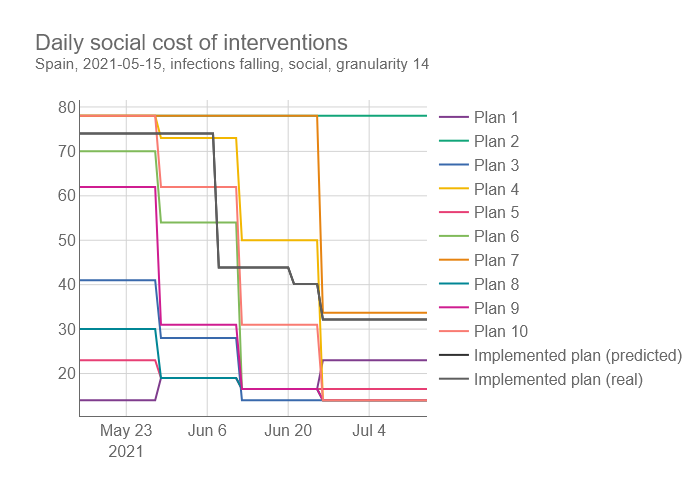 Daily social cost of interventions
Spain, 2021-05-15, infections falling, social, granularity 14
80
70
60
50
40
30
20
May 23
2021
Jun 6
Jun 20
Jul 4
Plan 1
Plan 2
Plan 3
Plan 4
Plan 5
Plan 6
Plan 7
Plan 8
Plan 9
Plan 10
Implemented plan (predicted)
Implemented plan (real)